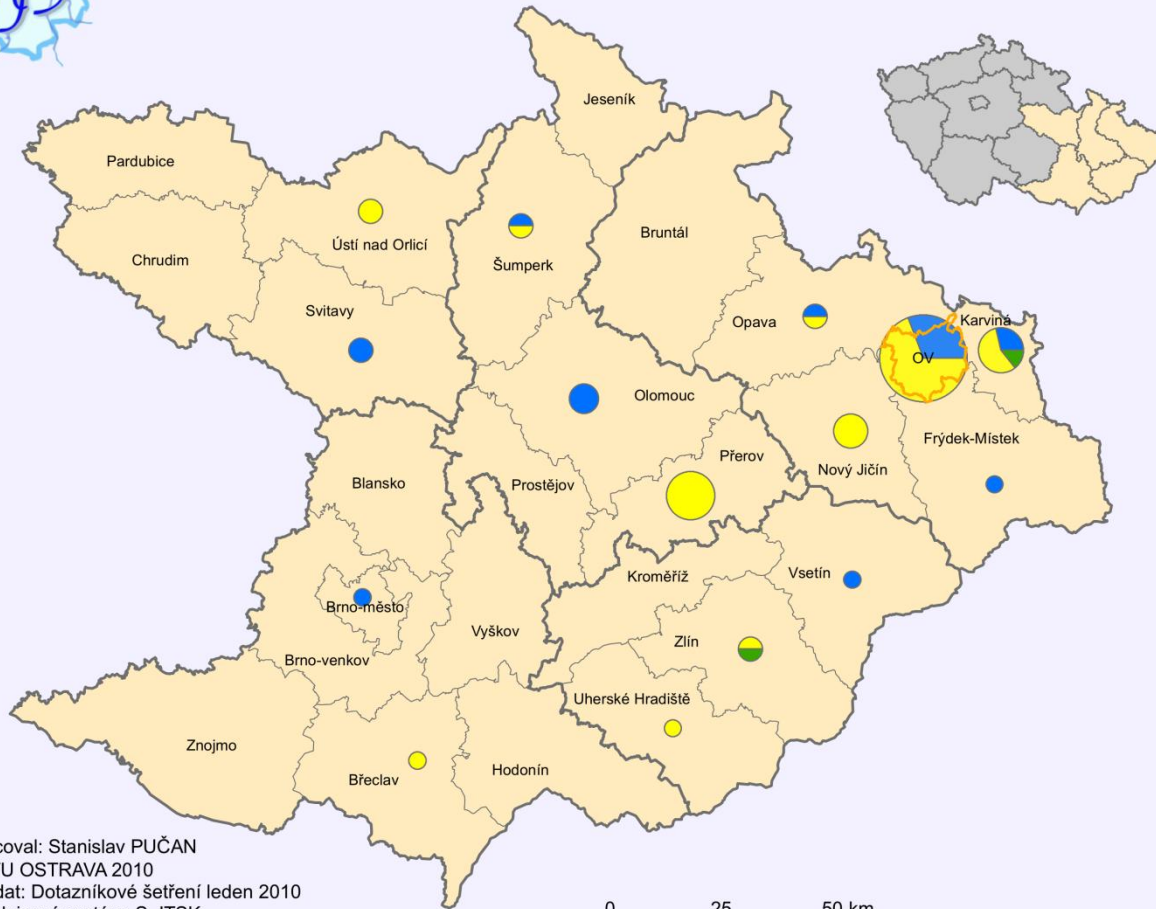 Jeseník
Pardubice
Ústí nad Orlicí
Bruntál
Chrudim
Šumperk
Svitavy
Opava
Karviná
OV
Olomouc
Frýdek-Místek
Přerov
Nový Jičín
Blansko
Prostějov
Kroměříž
Vsetín
Brno-město
Vyškov
Zlín
Brno-venkov
Uherské Hradiště
Znojmo
Břeclav
Hodonín
coval: Stanislav PUČAN
U OSTRAVA 2010
dat: Dotazníkové šetření leden 2010
0 25 50 km